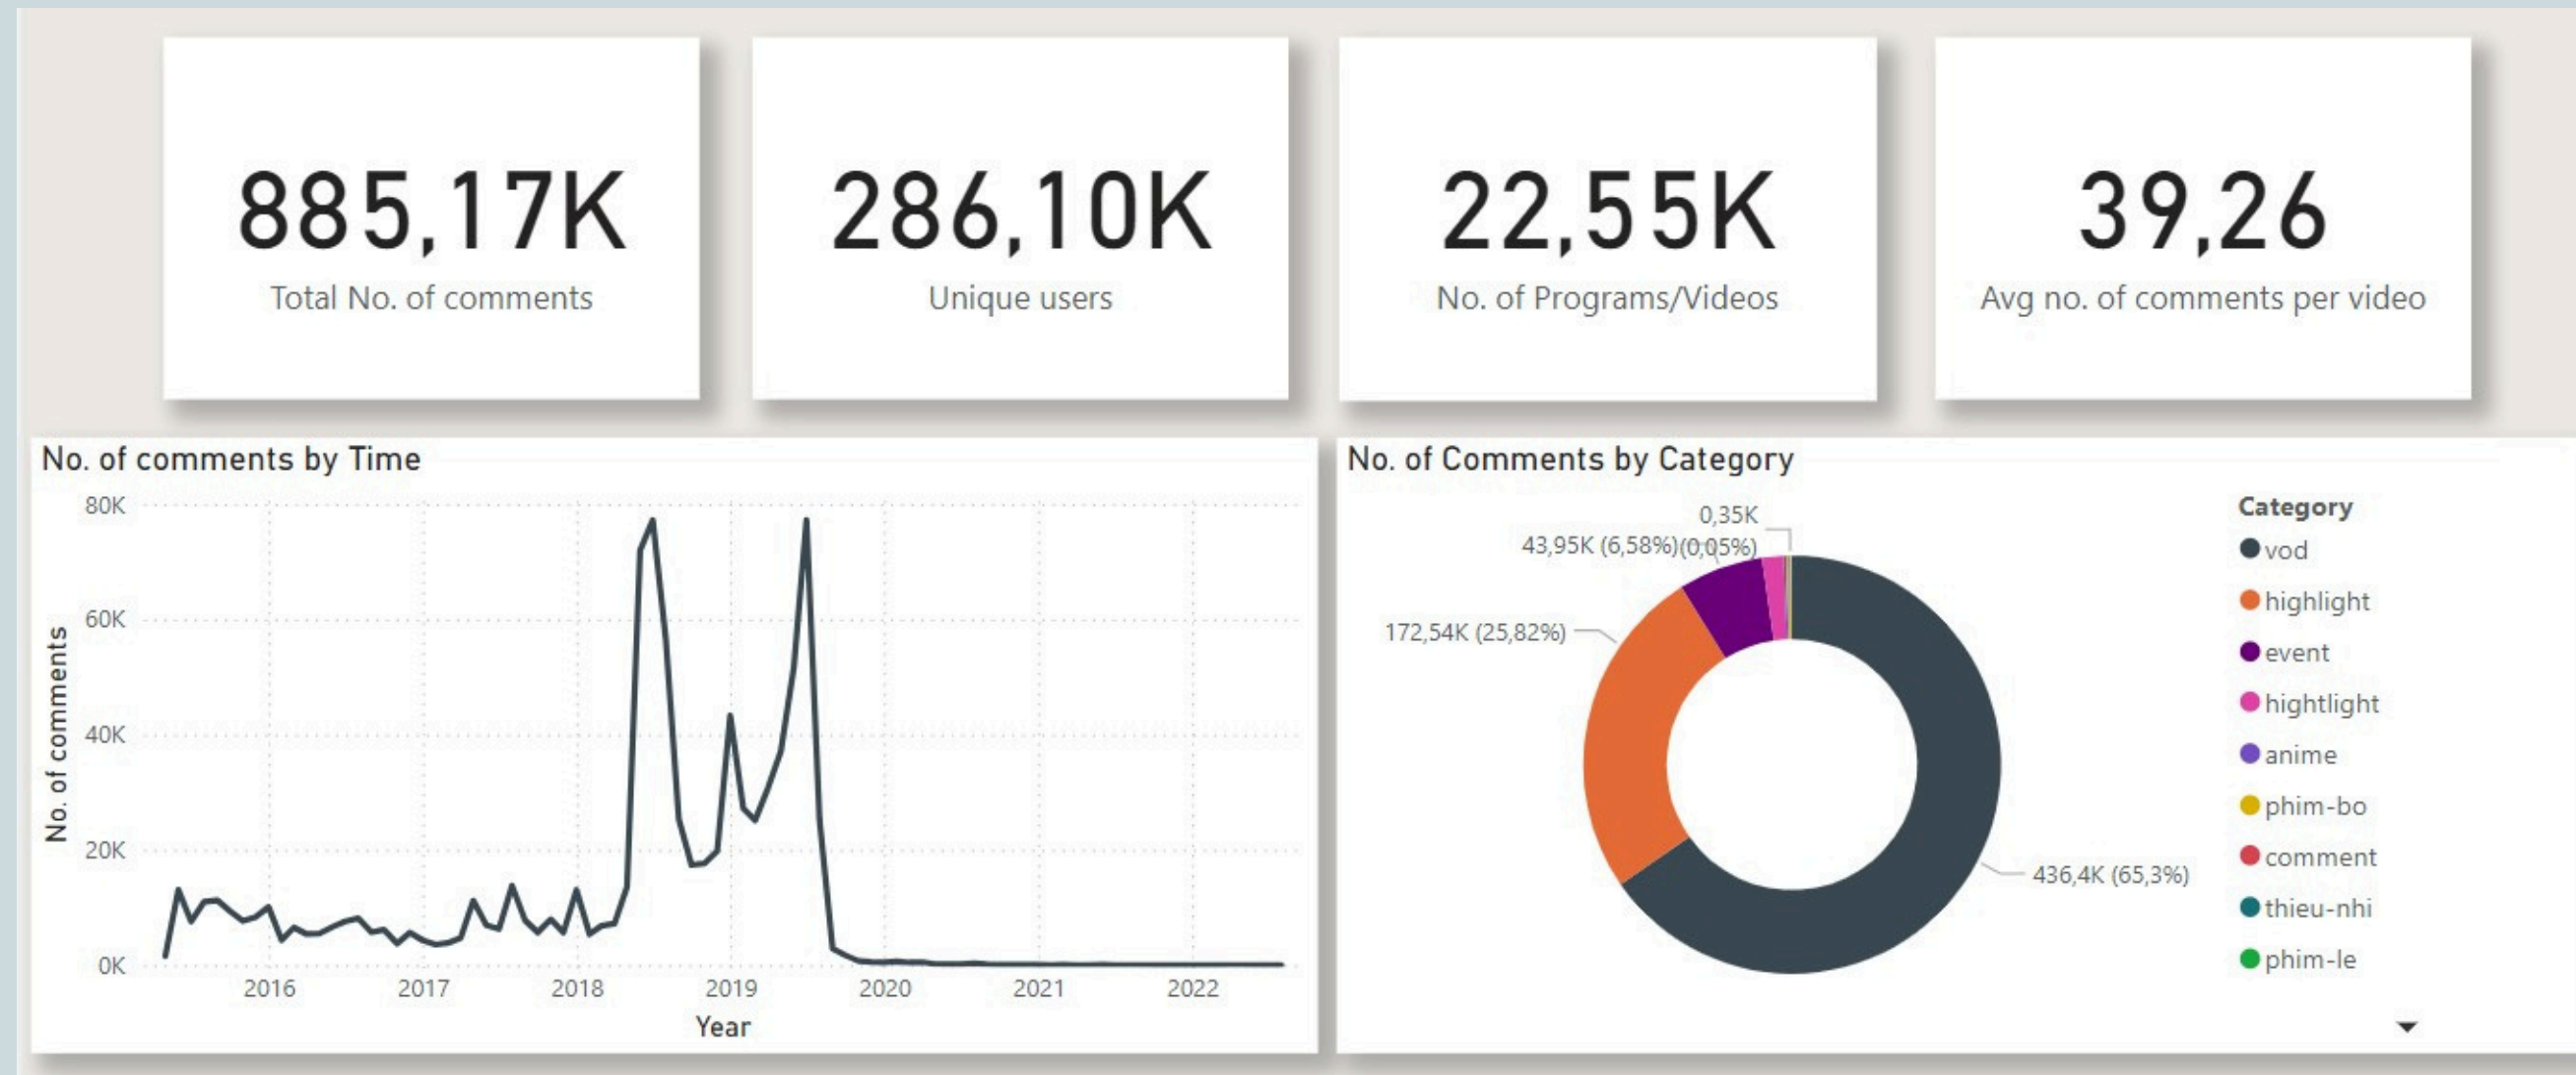 885,17K
Total No. of comments
286,10K
Unique users
22,55K
No. of Programs/Videos
39,26
Avg no. of comments per video
No. of comments by Time
No. of comments
80K
60K
40K
20K
0K
2016 2017 2018 2019 2020 2021 2022
Year
No. of Comments by Category
0,35K
(0,05%)
43,95K (6,58%)
172,54K (25,82%)
436,4K (65,3%)
Category
vod
highlight
event
hightlight
anime
phim-bo
comment
thieu-nhi
phim-le